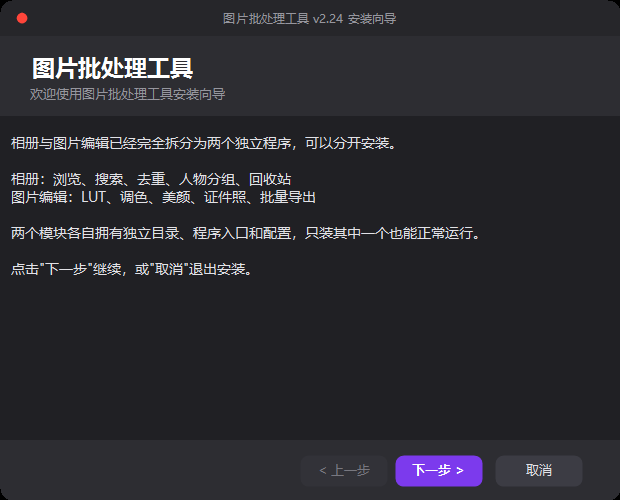 图片批处理工具 v2.24 安装向导
图片批处理工具
欢迎使用图片批处理工具安装向导
相册与图片编辑已经完全拆分为两个独立程序，可以分开安装。
相册：浏览、搜索、去重、人物分组、回收站
图片编辑：LUT、调色、美颜、证件照、批量导出
两个模块各自拥有独立目录、程序入口和配置，只装其中一个也能正常运行。
点击"下一步"继续，或"取消"退出安装。
< 上一步 下一步 > 取消